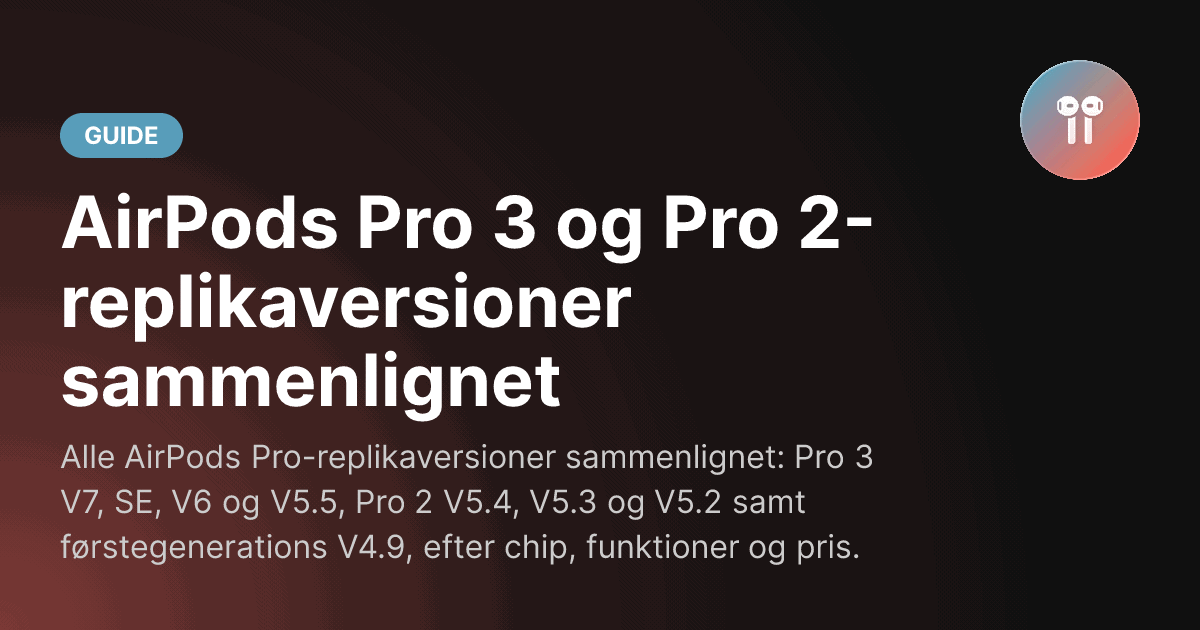 GUIDE
AirPods Pro 3 og Pro 2-
replikaversioner
sammenlignet
Alle AirPods Pro-replikaversioner sammenlignet: Pro 3
V7, SE, V6 og V5.5, Pro 2 V5.4, V5.3 og V5.2 samt
førstegenerations V4.9, efter chip, funktioner og pris.